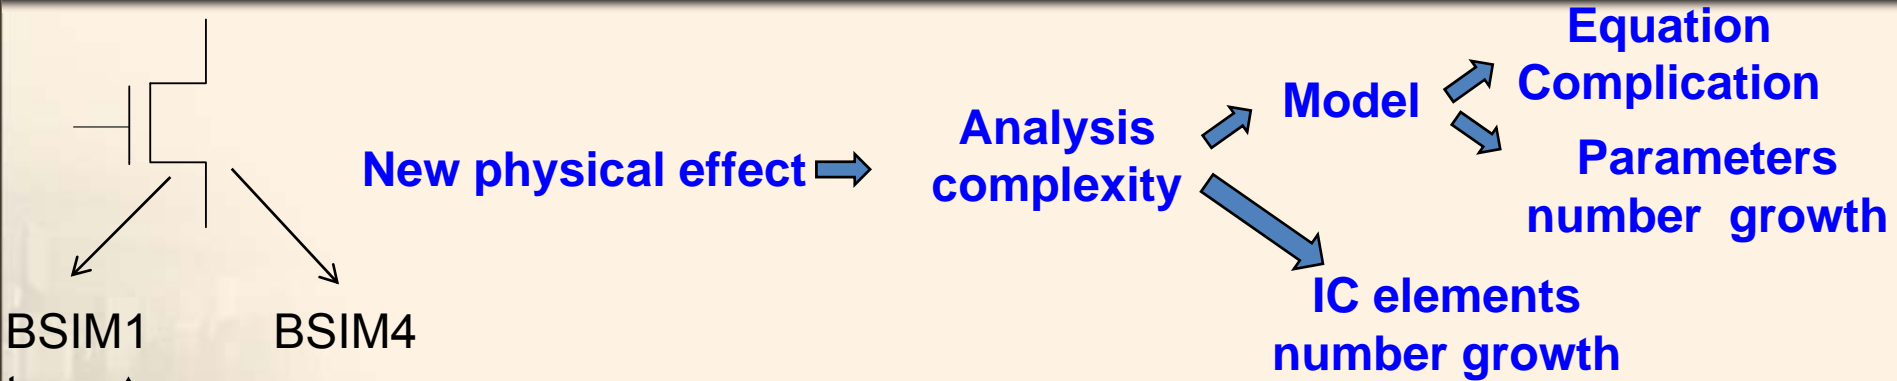 New physical effect
Analysis
complexity
Model
Equation
Complication
Parameters
number growth
IC elements
number growth
BSIM1
BSIM4